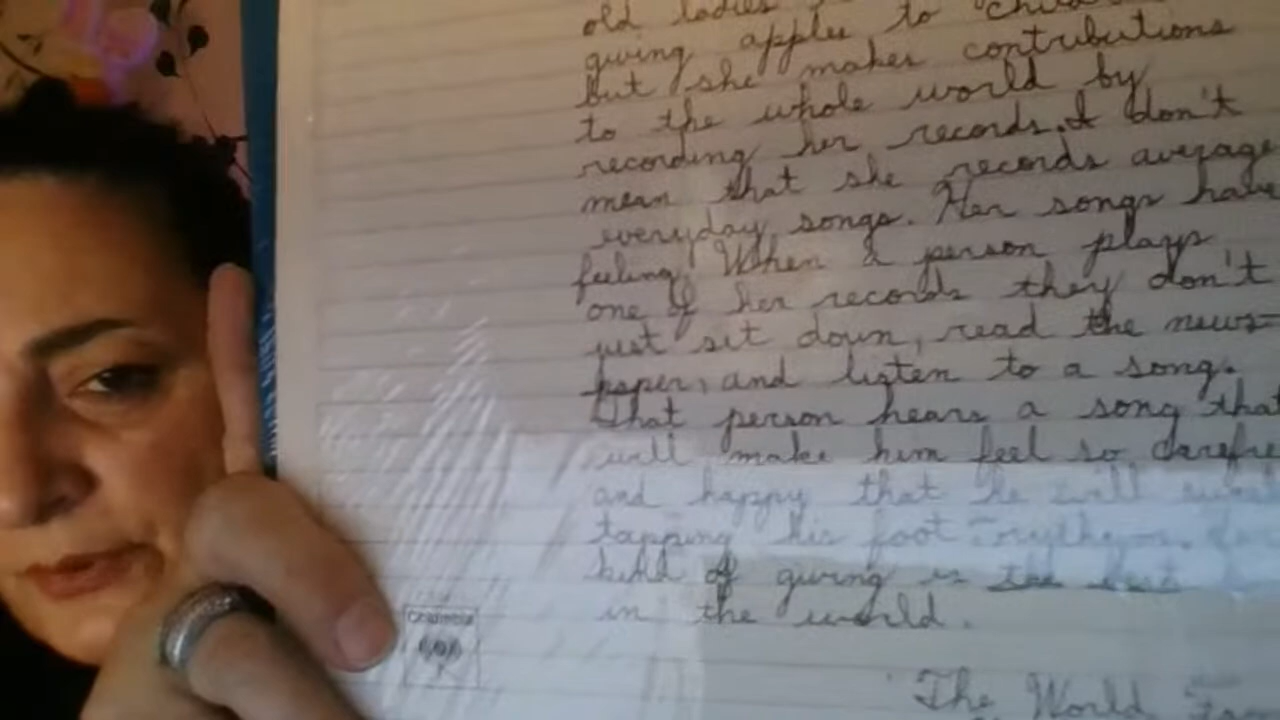 old ladies
giving apples to
but she makes contributions
to the whole world by
recording her records. I don't
mean that she records average
everyday songs. Her songs have
feeling. When a person plays
one of her records they don't
just sit down, read the news-
paper, and listen to a song.
That person hears a song that
will make him feel so
and happy that he will
tapping his foot
kind of giving is the best
in the world.
The World